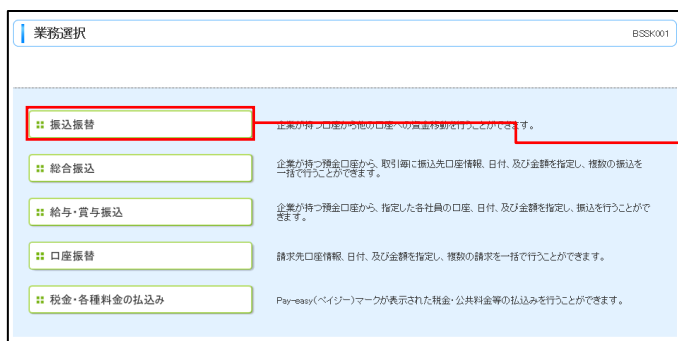 業務選択
BSSK001
振込振替
企業が持つ口座から他の口座への資金移動を行うことができます。
総合振込
企業が持つ預金口座から、取引毎に振込先口座情報、日付、及び金額を指定し、複数の振込を
一括で行うことができます。
給与・賞与振込
企業が持つ預金口座から、指定した各社員の口座、日付、及び金額を指定し、振込を行うことがで
きます。
口座振替
請求先口座情報、日付、及び金額を指定し、複数の請求を一括で行うことができます。
税金・各種料金の払込み
Pay-easy(ペイジー)マークが表示された税金・公共料金等の払込みを行うことができます。